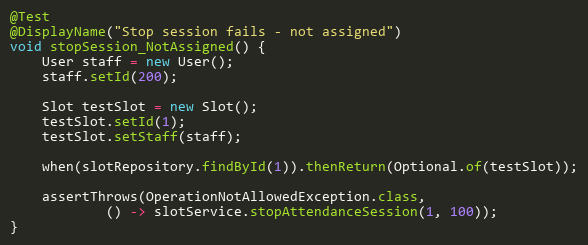 @Test
@DisplayName("Stop session fails - not assigned")
void stopSession_NotAssigned() {
    User staff = new User();
    staff.setId(200);

    Slot testSlot = new Slot();
    testSlot.setId(1);
    testSlot.setStaff(staff);

    when(slotRepository.findById(1)).thenReturn(Optional.of(testSlot));

    assertThrows(OperationNotAllowedException.class,
            () -> slotService.stopAttendanceSession(1, 100));
}